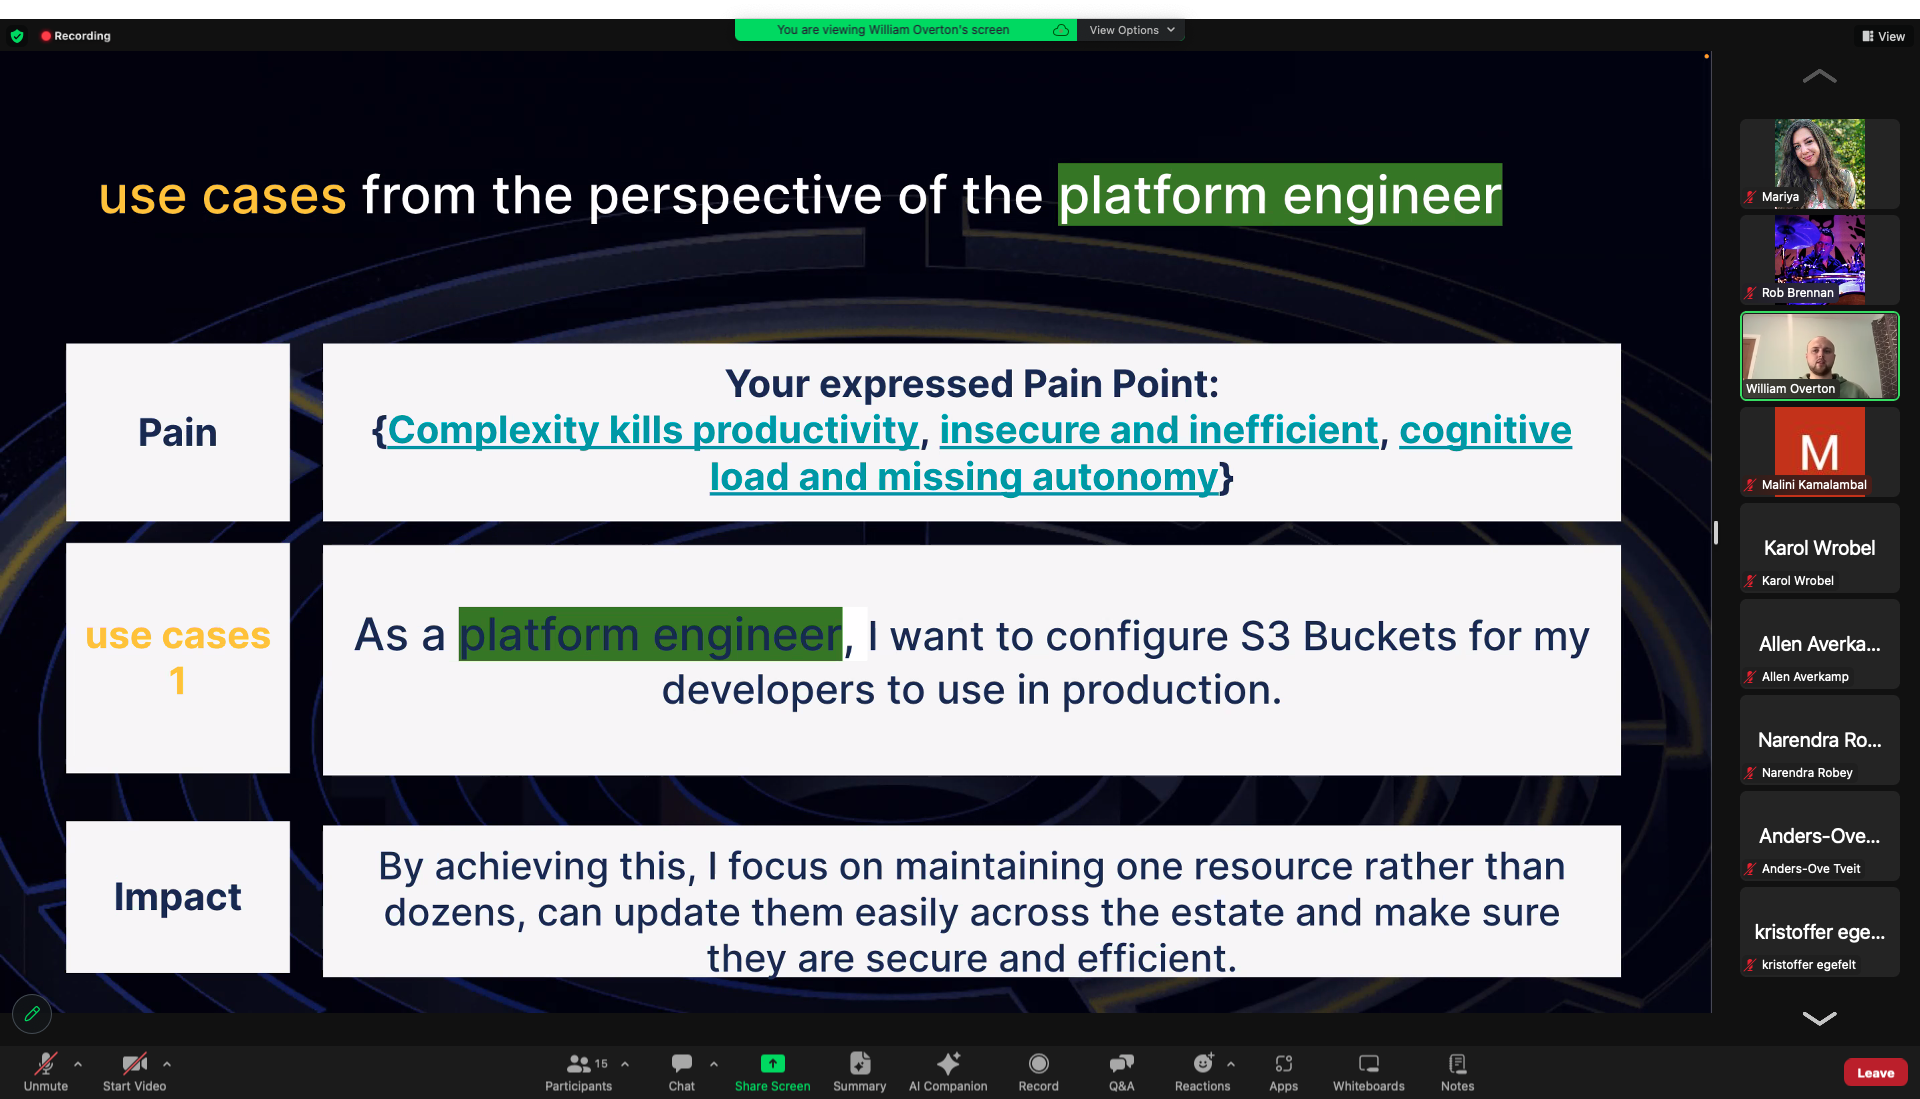 Recording
You are viewing William Overton's screen
View Options
View
use cases from the perspective of the platform engineer
Pain
Your expressed Pain Point:
{Complexity kills productivity, insecure and inefficient, cognitive
load and missing autonomy}
use cases
1
As a platform engineer, I want to configure S3 Buckets for my
developers to use in production.
Impact
By achieving this, I focus on maintaining one resource rather than
dozens, can update them easily across the estate and make sure
they are secure and efficient.
Mariya
Rob Brennan
William Overton
M
Malini Kamalambal
Karol Wrobel
Karol Wrobel
Allen Averka...
Allen Averkamp
Narendra Ro...
Narendra Robey
Anders-Ove...
Anders-Ove Tveit
kristoffer ege...
kristoffer egefelt
Unmute
Start Video
15
Participants
Chat
Share Screen
Summary
AI Companion
Record
Q&A
Reactions
Apps
Whiteboards
Notes
Leave